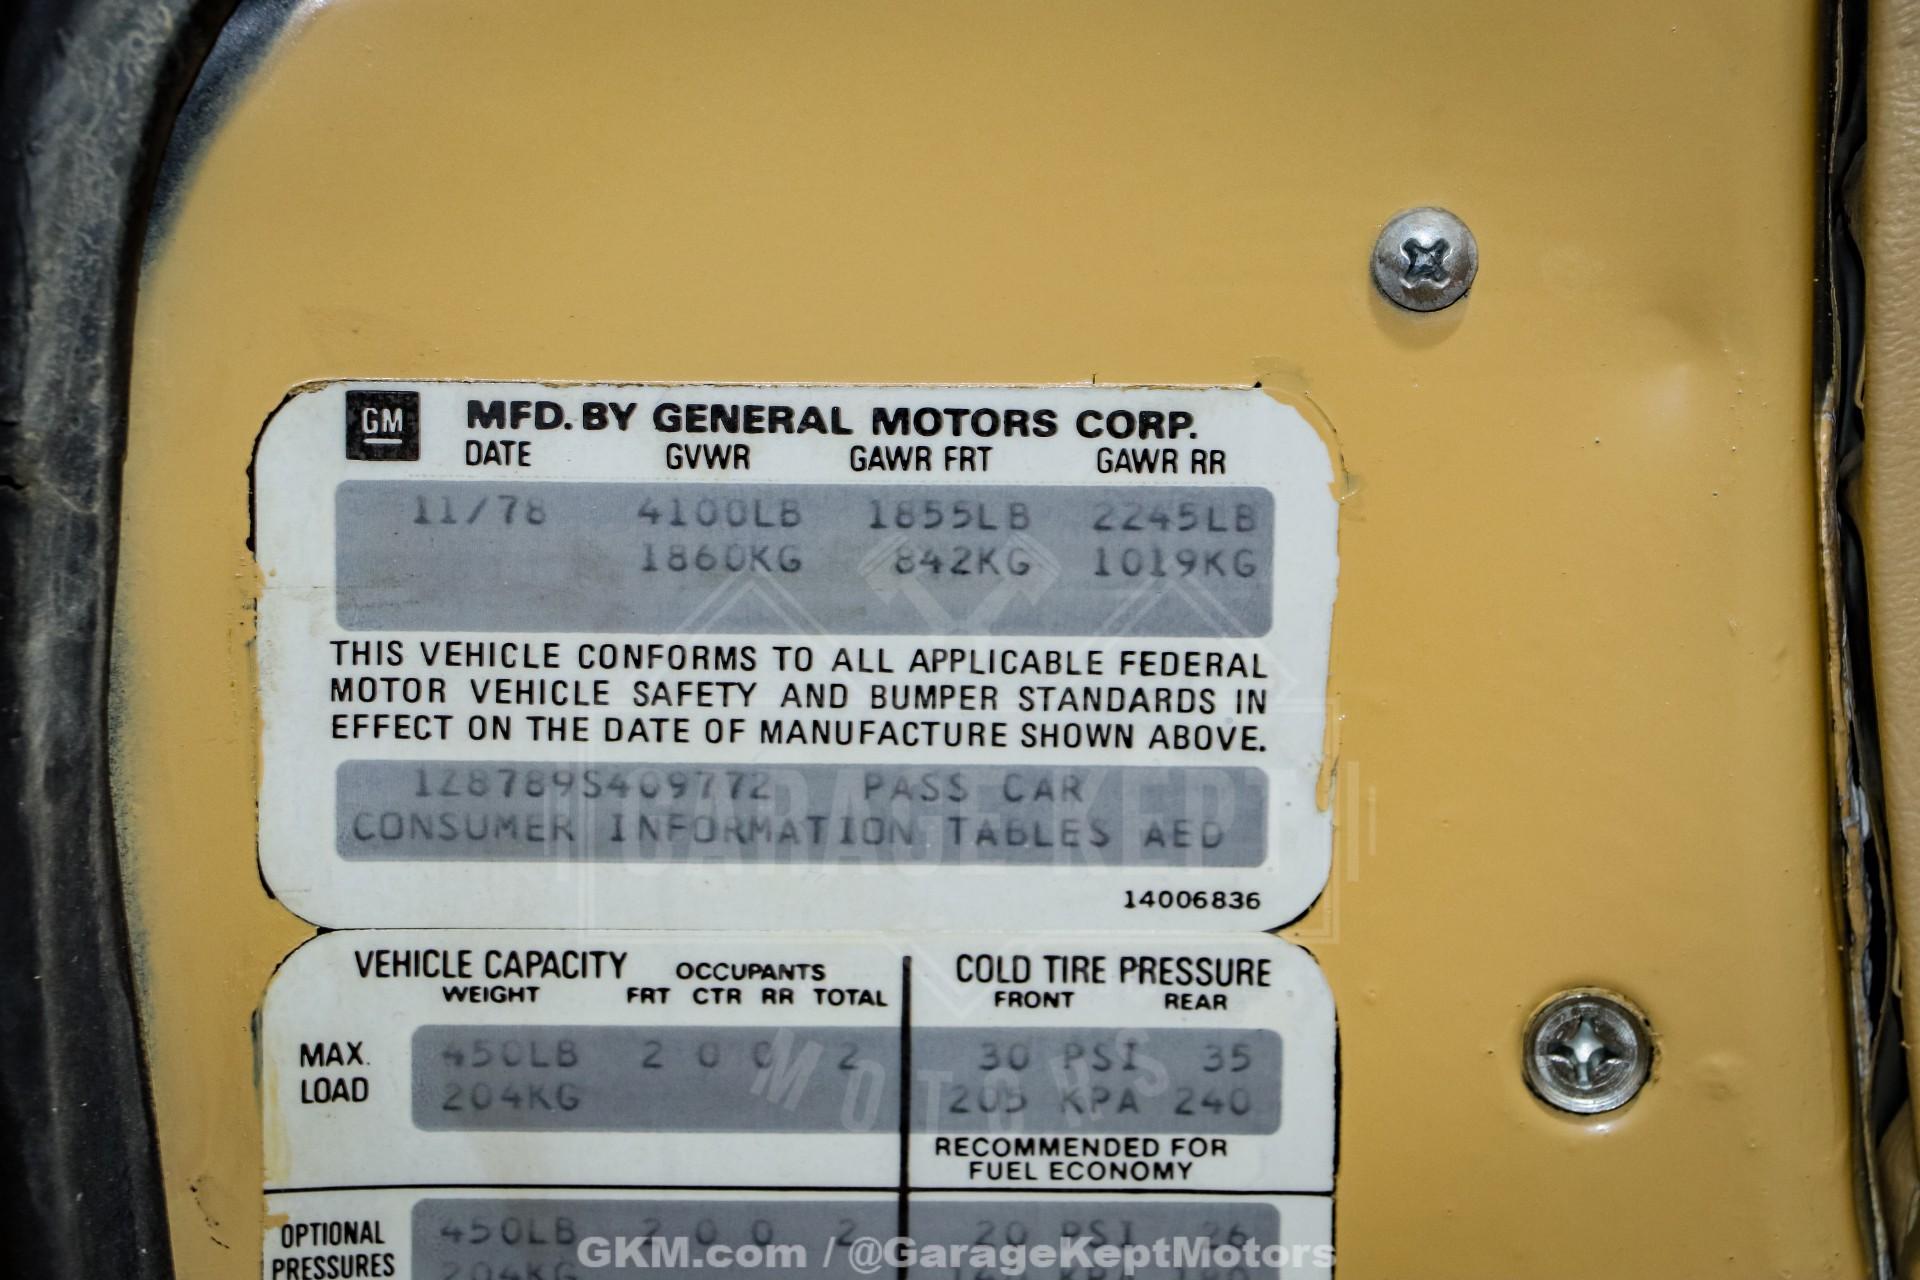 GM MFD. BY GENERAL MOTORS CORP.
DATE GVWR GAWR FRT GAWR RR
11/78 4100LB 1855LB 2245LB
1860KG 842KG 1019KG
THIS VEHICLE CONFORMS TO ALL APPLICABLE FEDERAL
MOTOR VEHICLE SAFETY AND BUMPER STANDARDS IN
EFFECT ON THE DATE OF MANUFACTURE SHOWN ABOVE.
1Z8789S409772 PASS CAR
CONSUMER INFORMATION TABLES AED
GARAGE KEPT
14006836
VEHICLE CAPACITY OCCUPANTS COLD TIRE PRESSURE
WEIGHT FRT CTR RR TOTAL FRONT REAR
MAX. LOAD
450LB 2 0 0 2 30 PSI 35
204KG 205 KPA 240
MOTORS
RECOMMENDED FOR
FUEL ECONOMY
OPTIONAL PRESSURES
450LB 2 0 0 2 20 PSI 26
204KG
GKM.com / @GarageKeptMotors